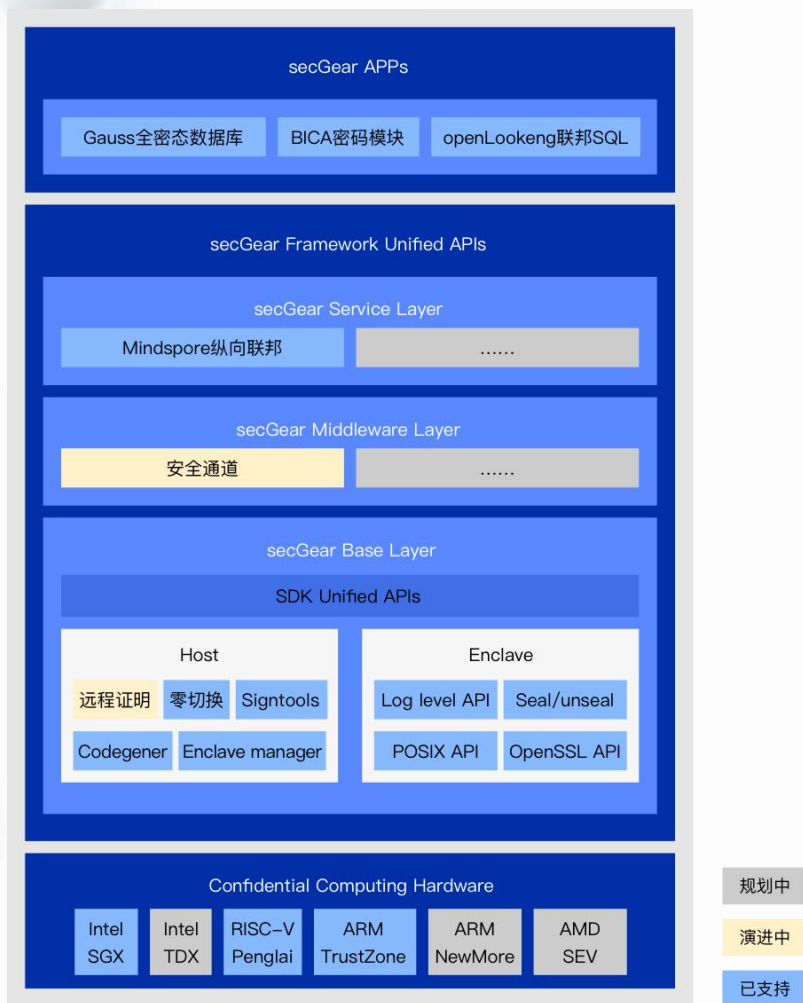 secGear APPs
Gauss全密态数据库
BICA密码模块
openLookeng联邦SQL
secGear Framework Unified APIs
secGear Service Layer
Mindspore纵向联邦
......
secGear Middleware Layer
安全通道
......
secGear Base Layer
SDK Unified APIs
Host
远程证明
零切换
Signtools
Codegener
Enclave manager
Enclave
Log level API
Seal/unseal
POSIX API
OpenSSL API
Confidential Computing Hardware
Intel
SGX
Intel
TDX
RISC-V
Penglai
ARM
TrustZone
ARM
NewMore
AMD
SEV
规划中
演进中
已支持